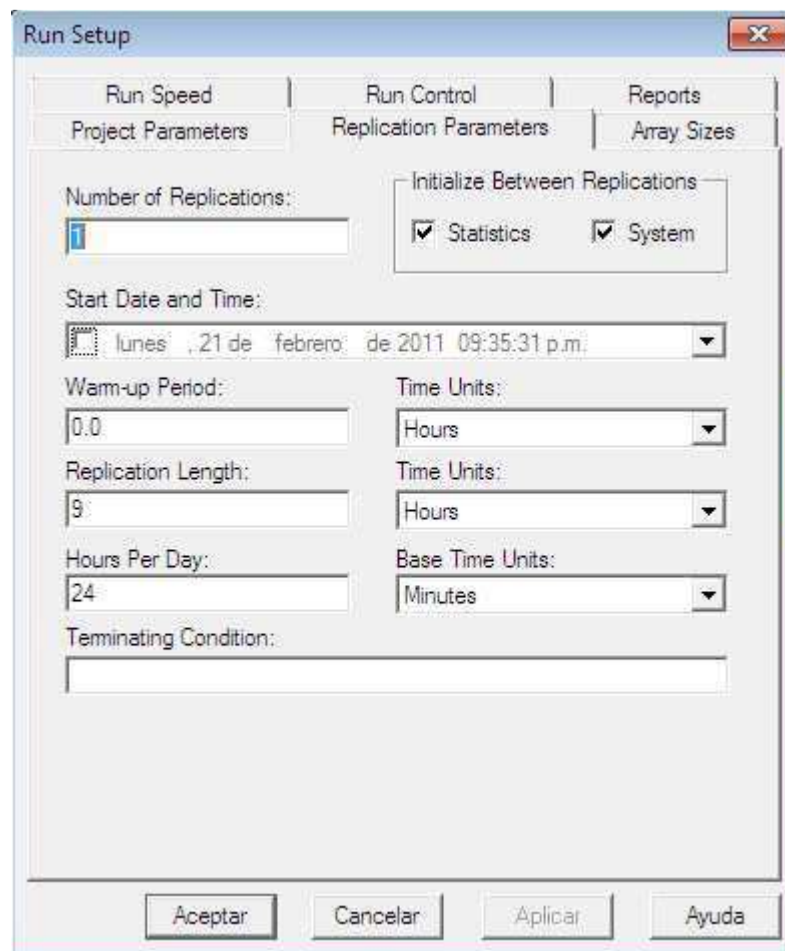 Run Setup
Run Speed Run Control Reports
Project Parameters Replication Parameters Array Sizes
Number of Replications: Initialize Between Replications
1 Statistics System
Start Date and Time:
lunes , 21 de febrero de 2011 09:35:31 p.m.
Warm-up Period: Time Units:
0.0 Hours
Replication Length: Time Units:
9 Hours
Hours Per Day: Base Time Units:
24 Minutes
Terminating Condition:
Aceptar Cancelar Aplicar Ayuda